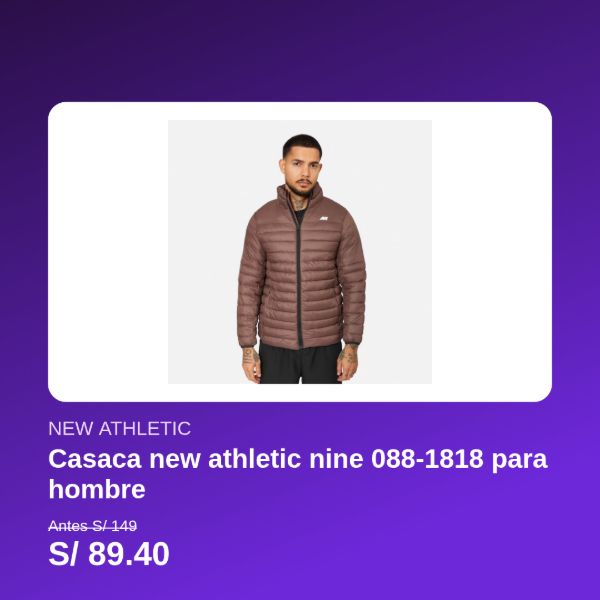 NEW ATHLETIC
Casaca new athletic nine 088-1818 para
hombre
Antes S/ 149
S/ 89.40